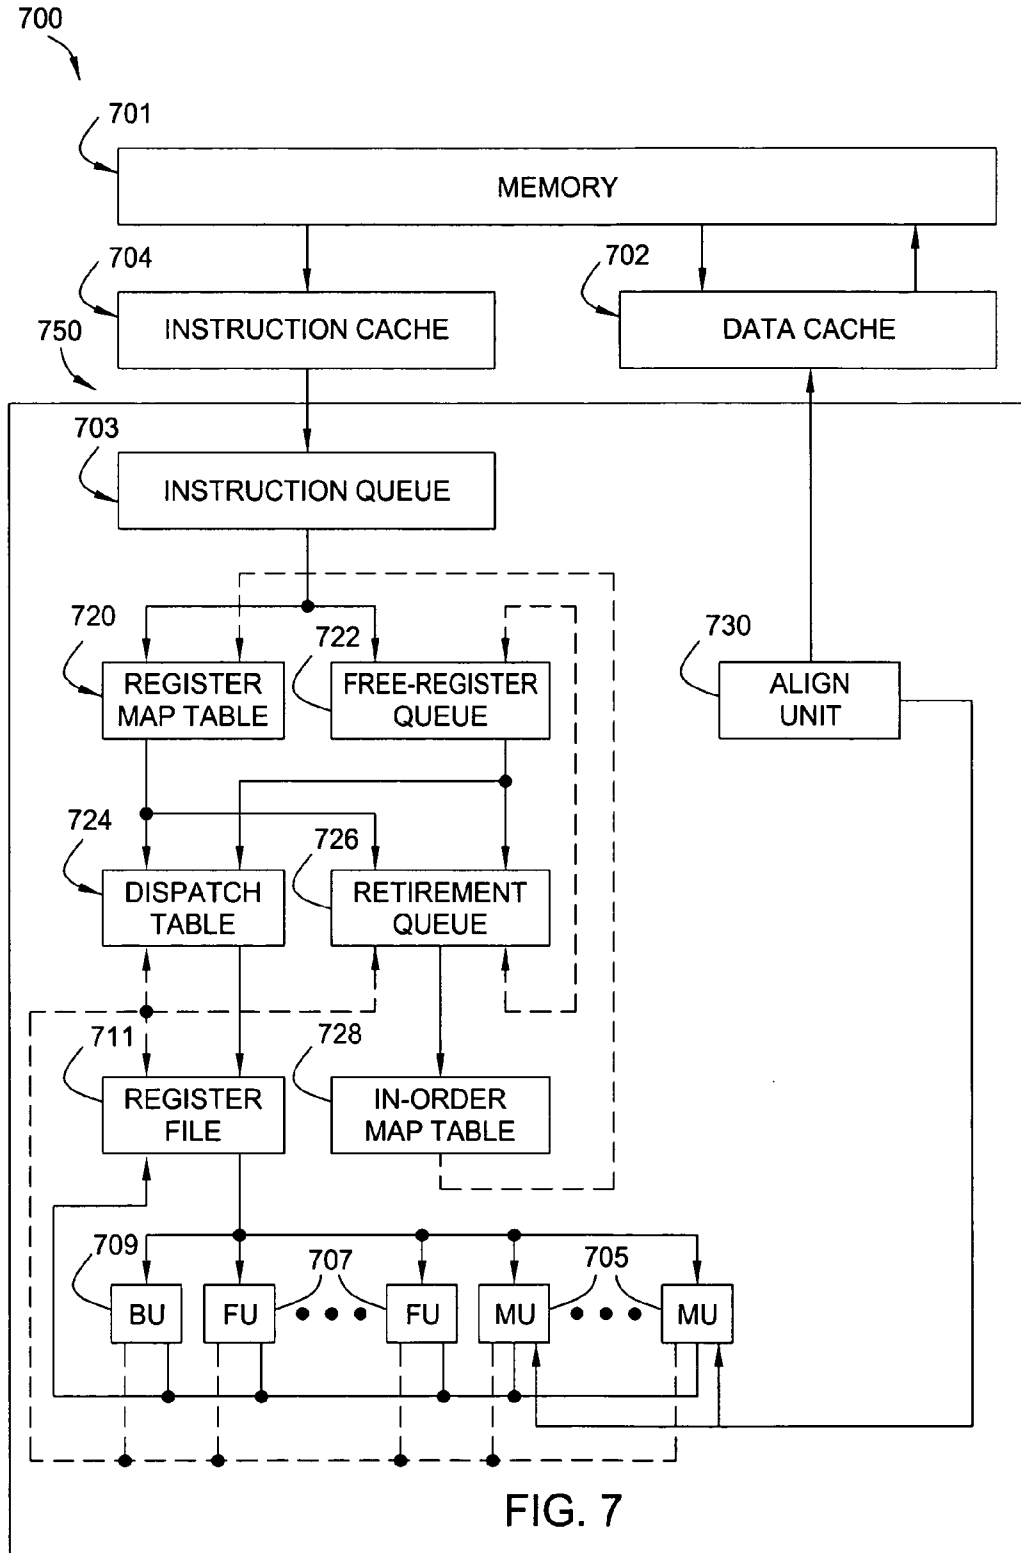 700
701
MEMORY
704
702
INSTRUCTION CACHE
DATA CACHE
750
703
INSTRUCTION QUEUE
720
722
730
REGISTER
MAP TABLE
FREE-REGISTER
QUEUE
ALIGN
UNIT
724
726
DISPATCH
TABLE
RETIREMENT
QUEUE
711
728
REGISTER
FILE
IN-ORDER
MAP TABLE
709
707
705
BU
FU
FU
MU
MU
FIG. 7